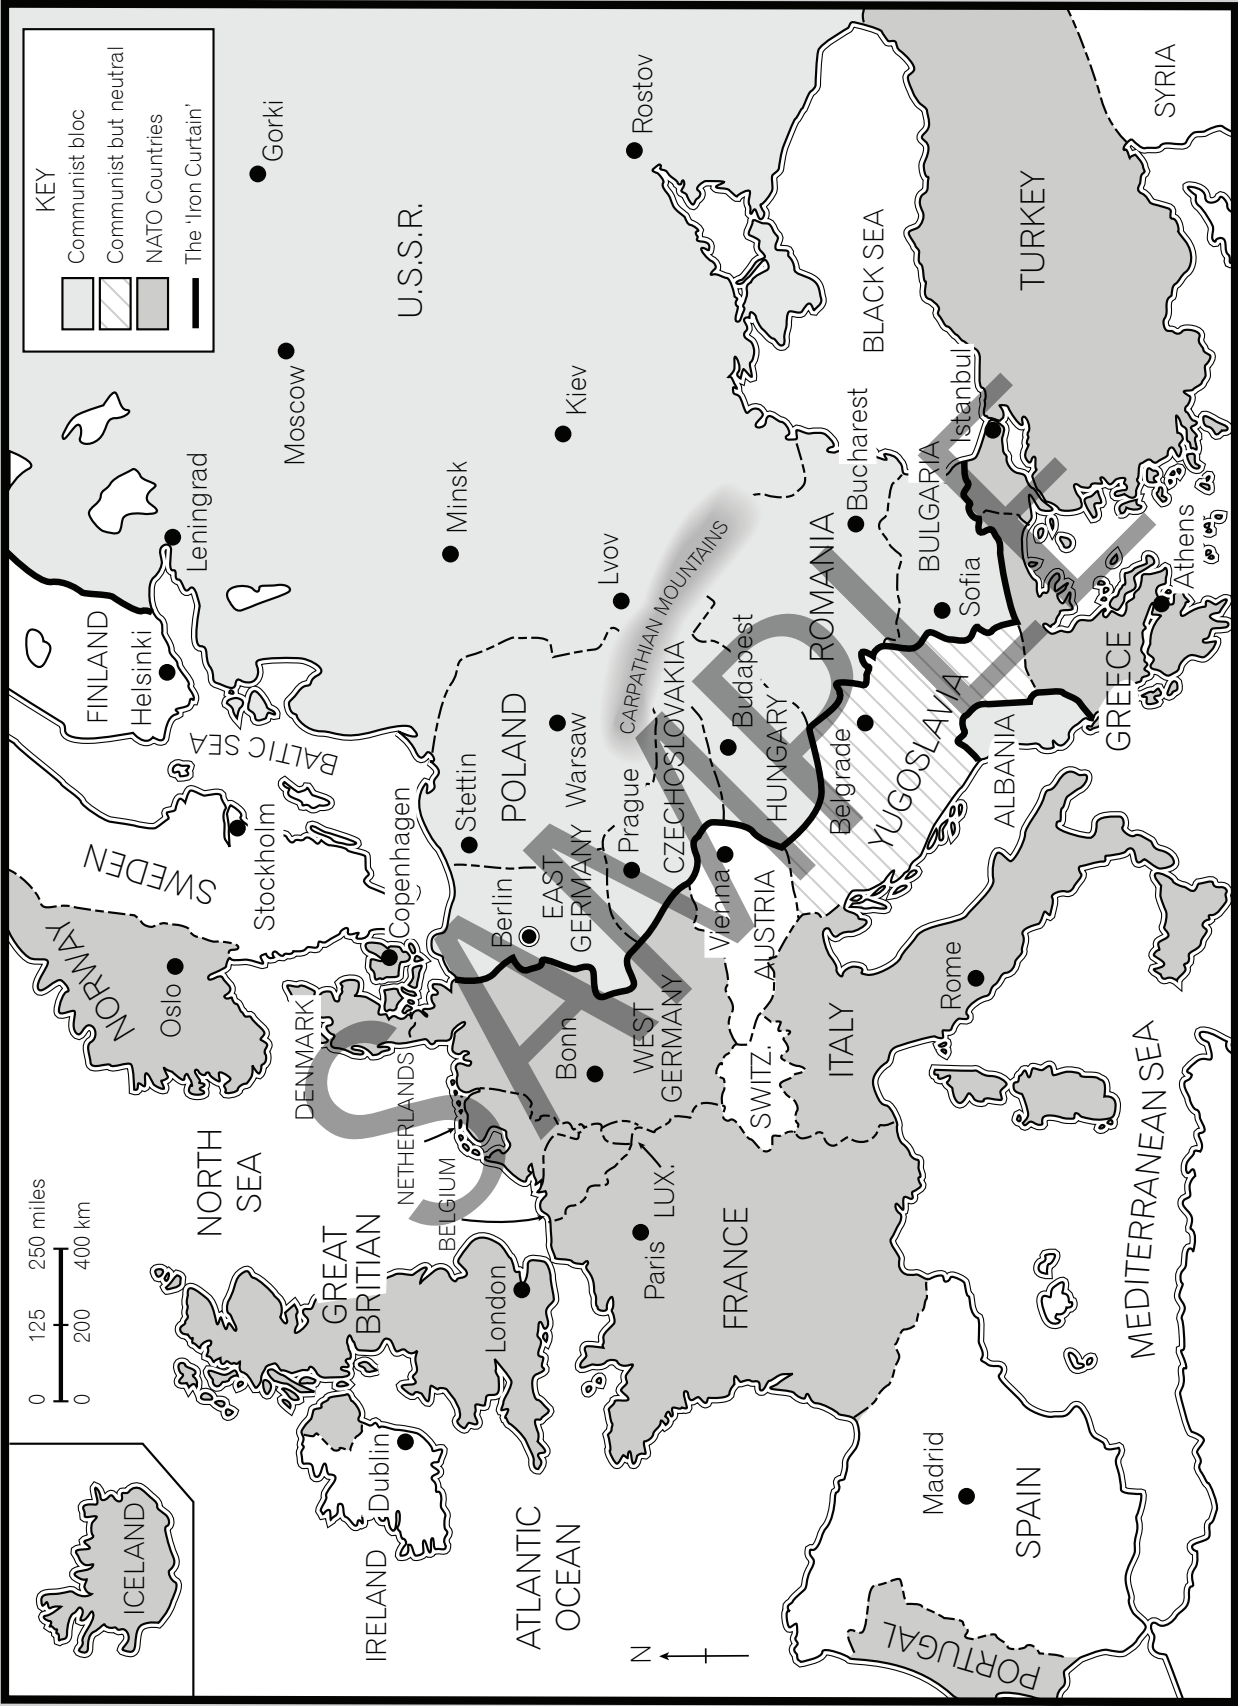 KEY
Communist bloc
Communist but neutral
NATO Countries
The 'Iron Curtain'
ICELAND
0 125 250 miles
0 200 400 km
NORWAY
Oslo
SWEDEN
Stockholm
FINLAND
Helsinki
Leningrad
Moscow
Gorki
U.S.S.R.
BALTIC SEA
NORTH
SEA
DENMARK
Copenhagen
IRELAND
Dublin
GREAT
BRITIAN
London
NETHERLANDS
BELGIUM
LUX.
Berlin
EAST
GERMANY
Bonn
WEST
GERMANY
Stettin
POLAND
Warsaw
Minsk
Kiev
Lvov
Rostov
CARPATHIAN MOUNTAINS
Prague
CZECHOSLOVAKIA
ATLANTIC
OCEAN
N
Paris
FRANCE
SWITZ.
Vienna
AUSTRIA
Budapest
HUNGARY
ROMANIA
Bucharest
BLACK SEA
Belgrade
YUGOSLAVIA
BULGARIA
Sofia
Istanbul
TURKEY
SYRIA
ITALY
Rome
ALBANIA
GREECE
Athens
Madrid
SPAIN
PORTUGAL
MEDITERRANEAN SEA
SAMPLE